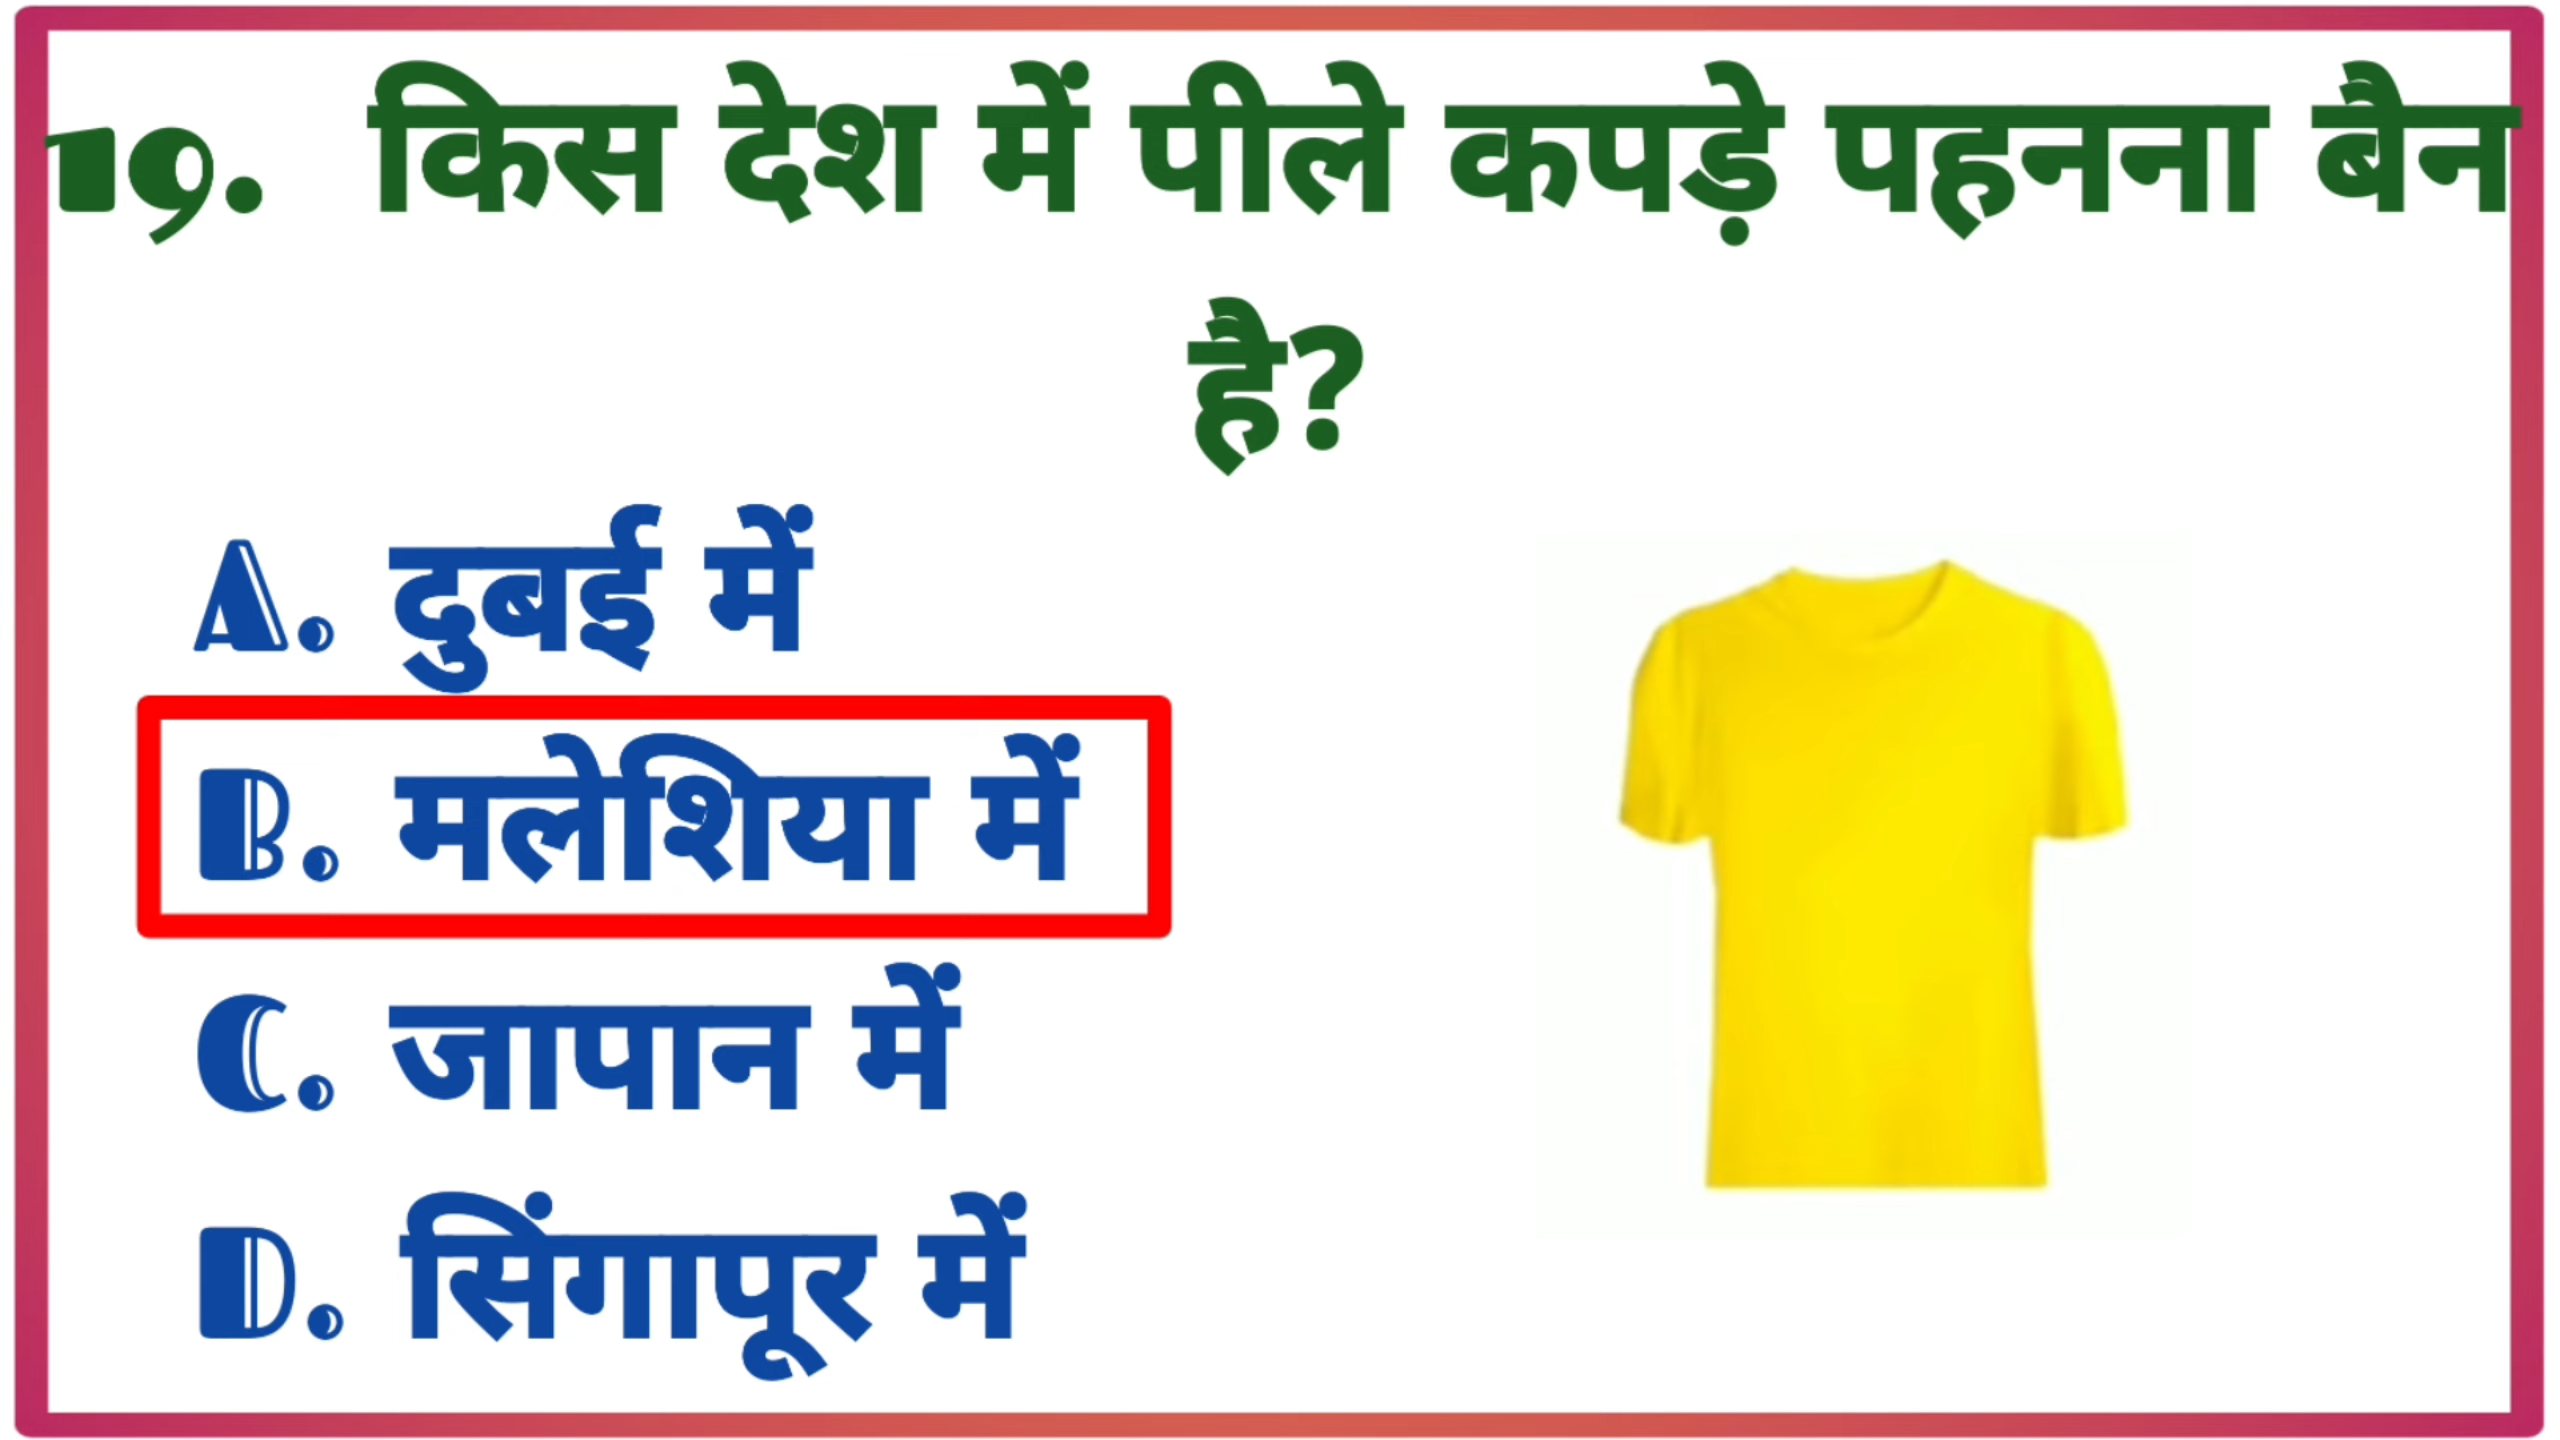 19. किस देश में पीले कपड़े पहनना बैन
है?
A. दुबई में
B. मलेशिया में
C. जापान में
D. सिंगापूर में